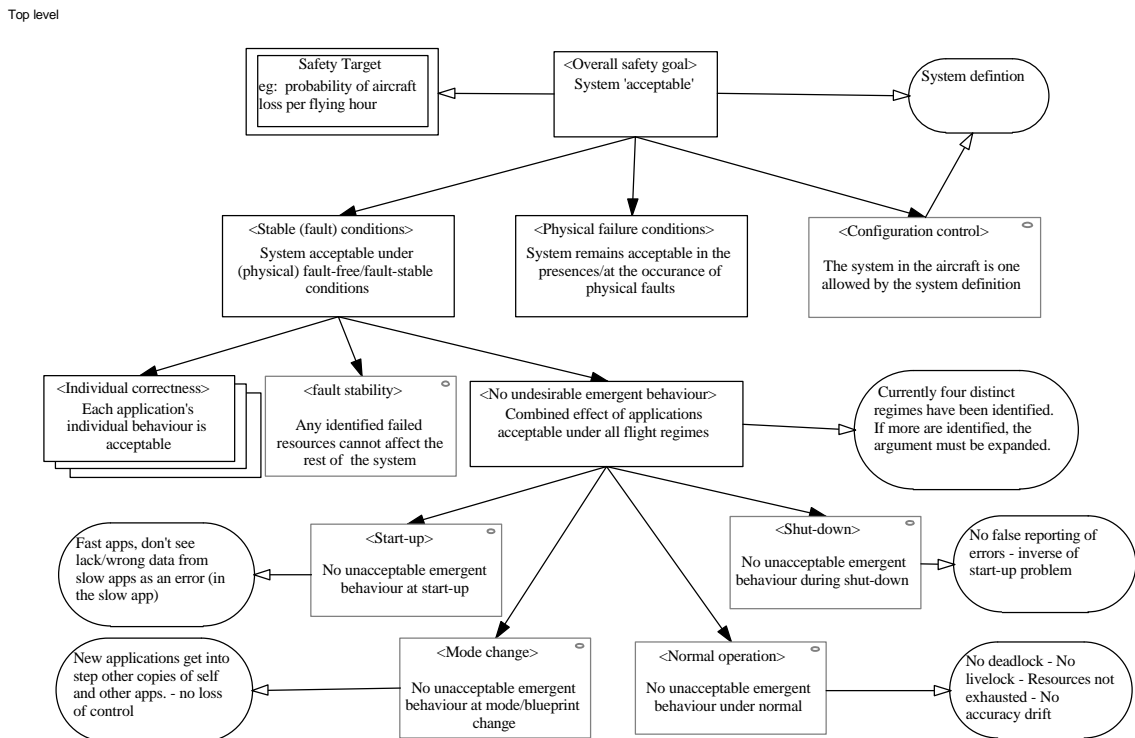 Top level
Safety Target
eg: probability of aircraft
loss per flying hour
<Overall safety goal>
System 'acceptable'
System defintion
<Stable (fault) conditions>
System acceptable under
(physical) fault-free/fault-stable
conditions
<Physical failure conditions>
System remains acceptable in the
presences/at the occurance of
physical faults
<Configuration control>
The system in the aircraft is one
allowed by the system definition
<Individual correctness>
Each application's
individual behaviour is
acceptable
<fault stability>
Any identified failed
resources cannot affect the
rest of the system
<No undesirable emergent behaviour>
Combined effect of applications
acceptable under all flight regimes
Currently four distinct
regimes have been identified.
If more are identified, the
argument must be expanded.
Fast apps, don't see
lack/wrong data from
slow apps as an error (in
the slow app)
<Start-up>
No unacceptable emergent
behaviour at start-up
<Shut-down>
No unacceptable emergent
behaviour during shut-down
No false reporting of
errors - inverse of
start-up problem
New applications get into
step other copies of self
and other apps. - no loss
of control
<Mode change>
No unacceptable emergent
behaviour at mode/blueprint
change
<Normal operation>
No unacceptable emergent
behaviour under normal
No deadlock - No
livelock - Resources not
exhausted - No
accuracy drift